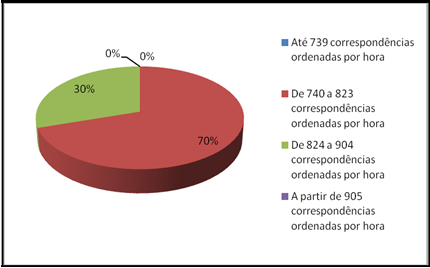 0%
0%
30%
70%
Até 739 correspondências
ordenadas por hora
De 740 a 823
correspondências
ordenadas por hora
De 824 a 904
correspondências
ordenadas por hora
A partir de 905
correspondências
ordenadas por hora